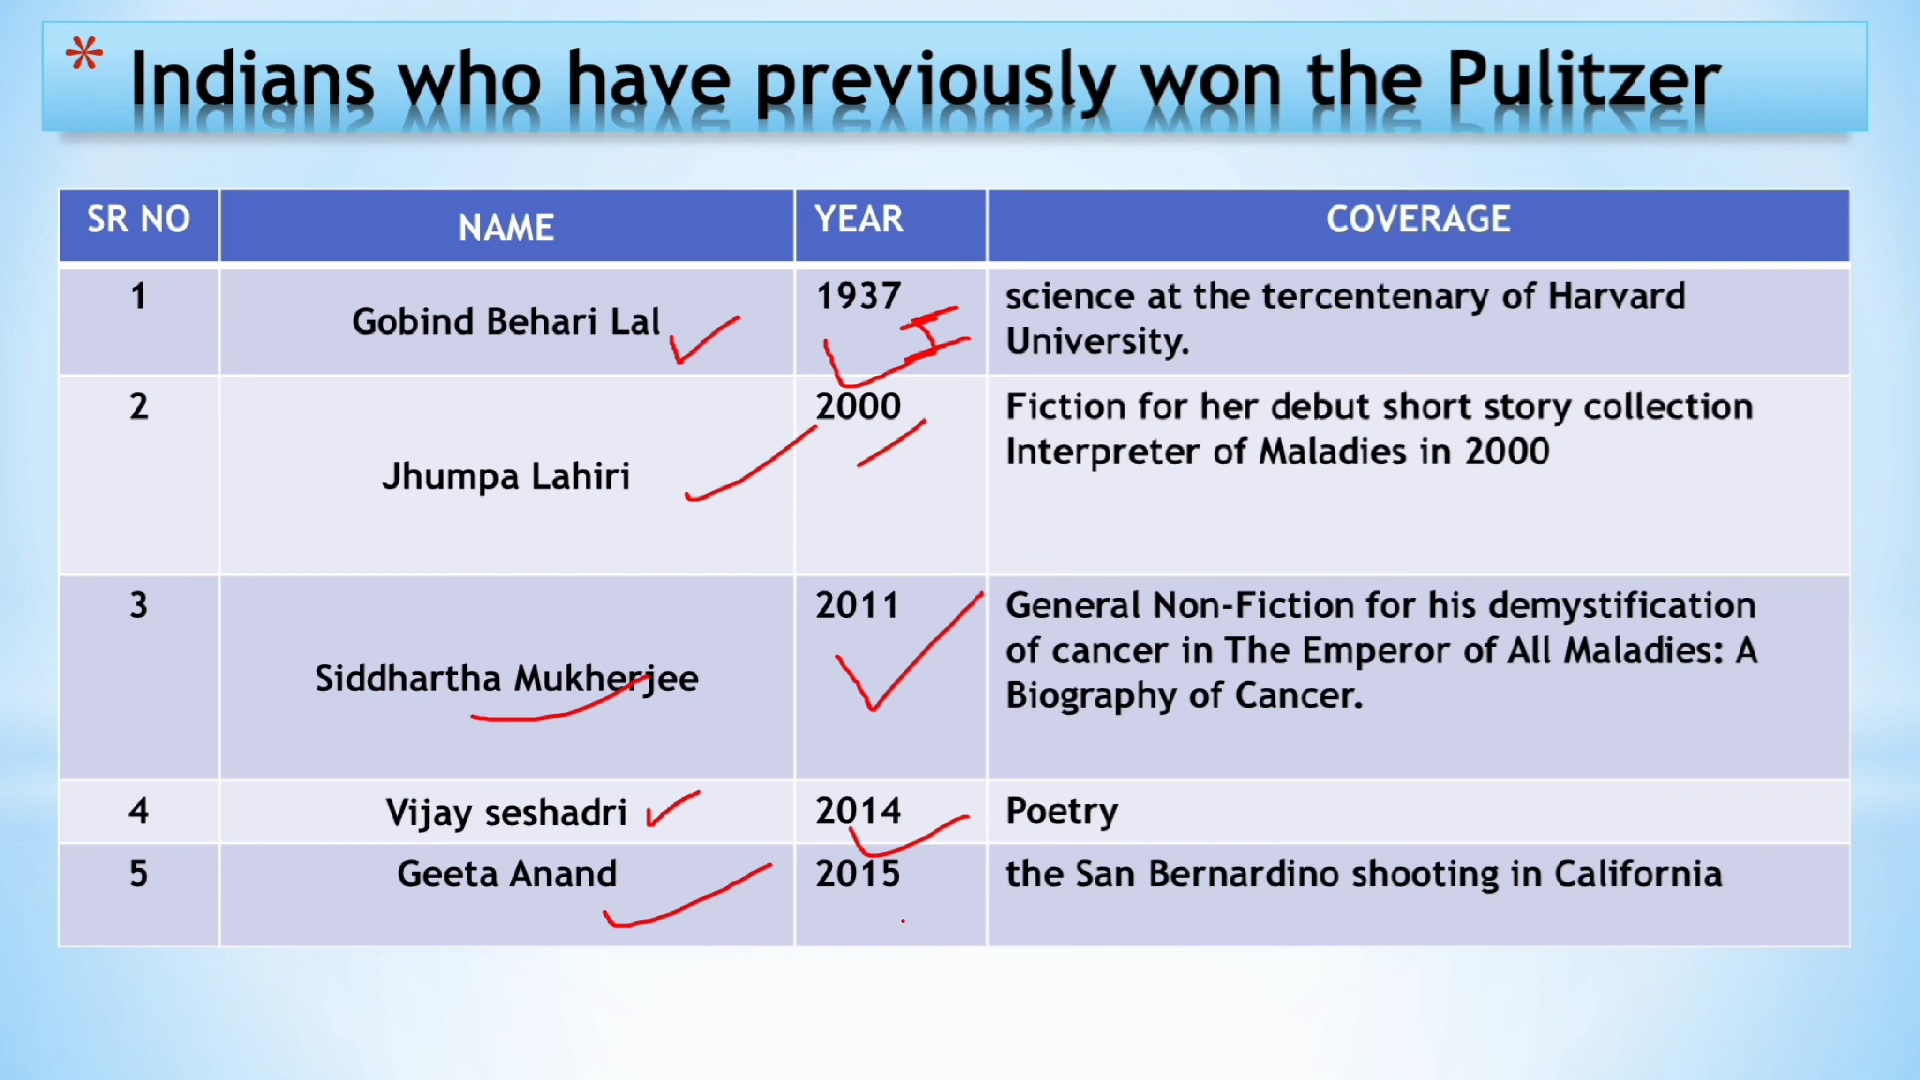 * Indians who have previously won the Pulitzer
SR NO NAME YEAR COVERAGE
1 Gobind Behari Lal 1937 science at the tercentenary of Harvard
University.
2 Jhumpa Lahiri 2000 Fiction for her debut short story collection
Interpreter of Maladies in 2000
3 Siddhartha Mukherjee 2011 General Non-Fiction for his demystification
of cancer in The Emperor of All Maladies: A
Biography of Cancer.
4 Vijay seshadri 2014 Poetry
5 Geeta Anand 2015 the San Bernardino shooting in California